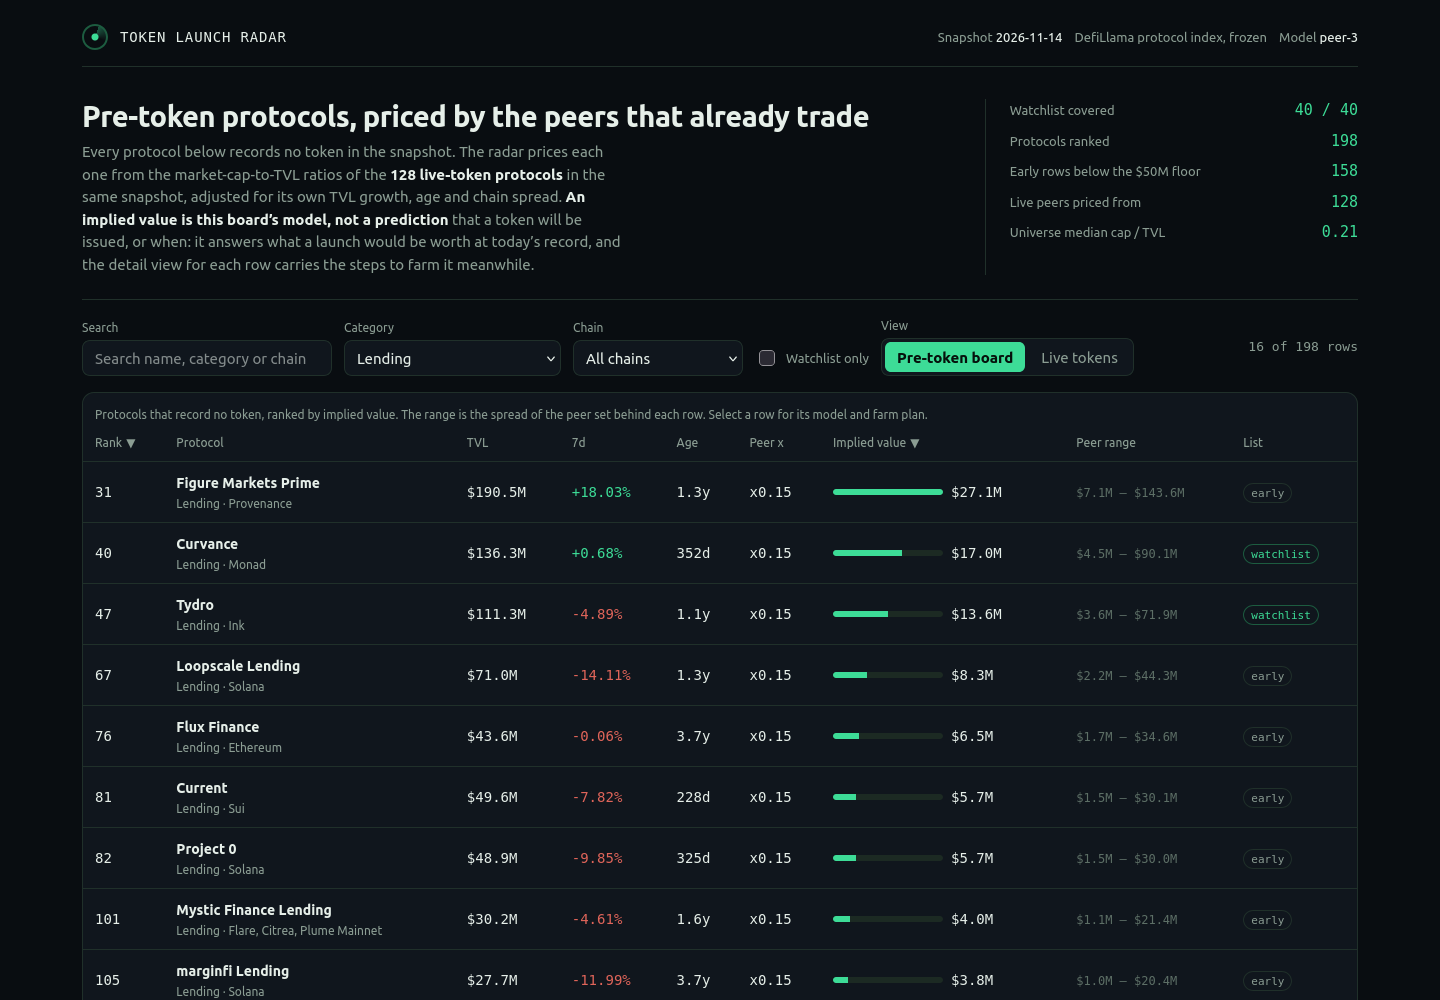 TOKEN LAUNCH RADAR
Snapshot 2026-11-14 DefiLlama protocol index, frozen Model peer-3
Pre-token protocols, priced by the peers that already trade
Every protocol below records no token in the snapshot. The radar prices each
one from the market-cap-to-TVL ratios of the 128 live-token protocols in the
same snapshot, adjusted for its own TVL growth, age and chain spread. An
implied value is this board's model, not a prediction that a token will be
issued, or when: it answers what a launch would be worth at today's record, and
the detail view for each row carries the steps to farm it meanwhile.
Watchlist covered 40 / 40
Protocols ranked 198
Early rows below the $50M floor 158
Live peers priced from 128
Universe median cap / TVL 0.21
Search Category Chain View
Search name, category or chain Lending All chains Watchlist only Pre-token board Live tokens 16 of 198 rows
Protocols that record no token, ranked by implied value. The range is the spread of the peer set behind each row. Select a row for its model and farm plan.
Rank ▼ Protocol TVL 7d Age Peer x Implied value ▼ Peer range List
31 Figure Markets Prime $190.5M +18.03% 1.3y x0.15 $27.1M $7.1M — $143.6M early
Lending · Provenance
40 Curvance $136.3M +0.68% 352d x0.15 $17.0M $4.5M — $90.1M watchlist
Lending · Monad
47 Tydro $111.3M -4.89% 1.1y x0.15 $13.6M $3.6M — $71.9M watchlist
Lending · Ink
67 Loopscale Lending $71.0M -14.11% 1.3y x0.15 $8.3M $2.2M — $44.3M early
Lending · Solana
76 Flux Finance $43.6M -0.06% 3.7y x0.15 $6.5M $1.7M — $34.6M early
Lending · Ethereum
81 Current $49.6M -7.82% 228d x0.15 $5.7M $1.5M — $30.1M early
Lending · Sui
82 Project 0 $48.9M -9.85% 325d x0.15 $5.7M $1.5M — $30.0M early
Lending · Solana
101 Mystic Finance Lending $30.2M -4.61% 1.6y x0.15 $4.0M $1.1M — $21.4M early
Lending · Flare, Citrea, Plume Mainnet
105 marginfi Lending $27.7M -11.99% 3.7y x0.15 $3.8M $1.0M — $20.4M early
Lending · Solana